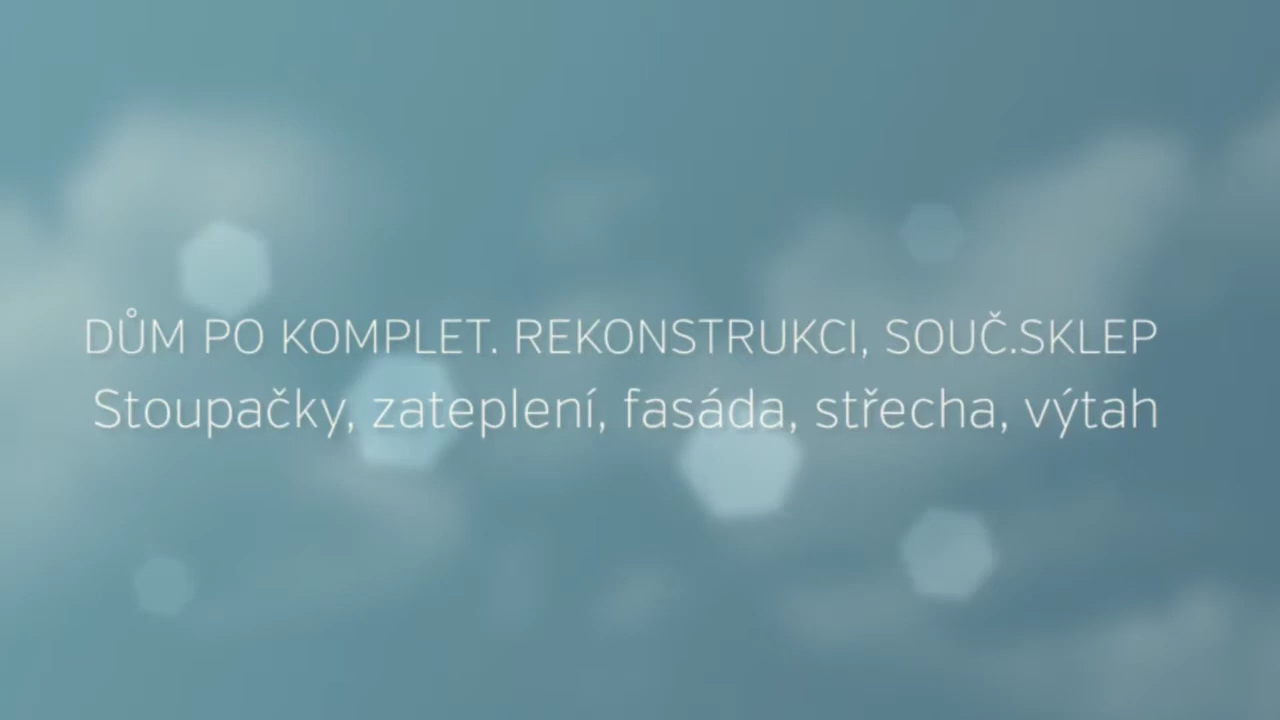 DŮM PO KOMPLET. REKONSTRUKCI, SOUČ.SKLEP
Stoupačky, zateplení, fasáda, střecha, výtah